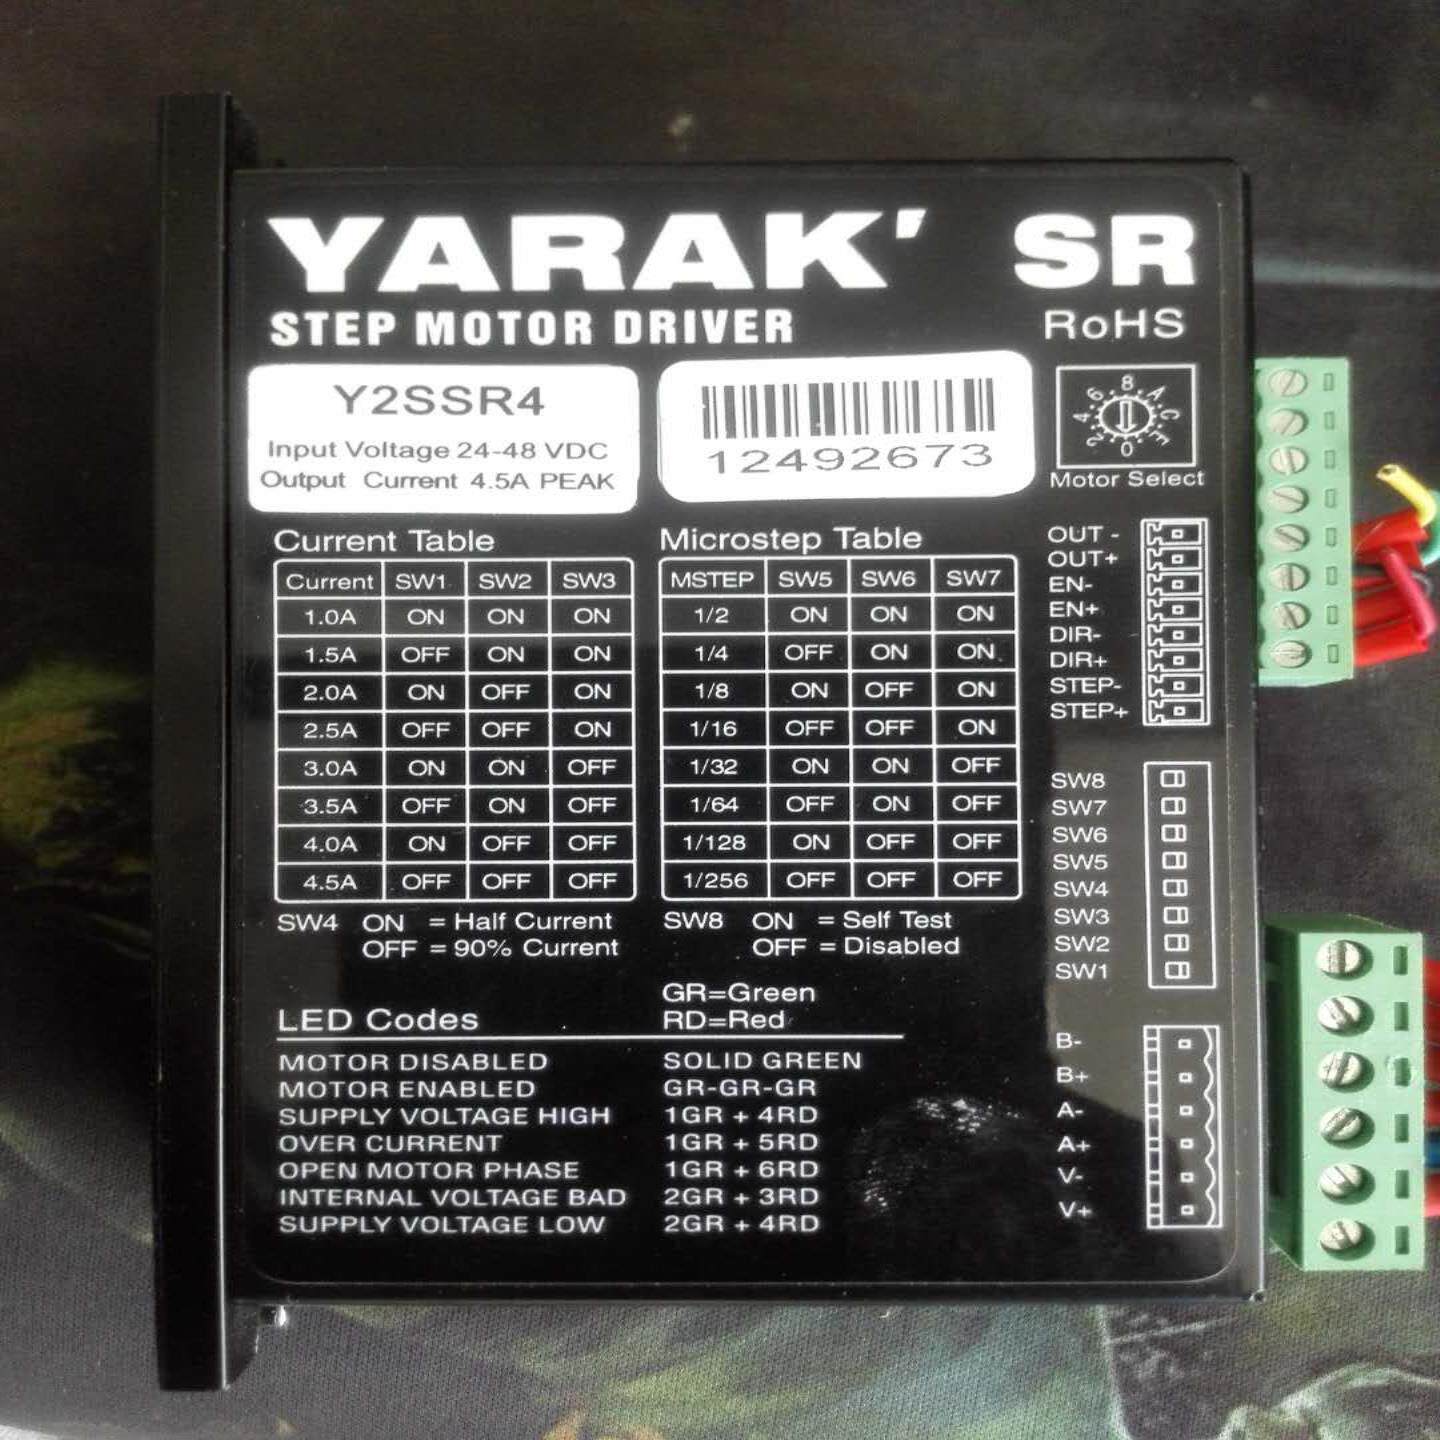 YARAK' SR
STEP MOTOR DRIVER
RoHS
Y2SSR4
Input Voltage 24-48 VDC
Output Current 4.5A PEAK
12492673
0 2 4 6 8 A C E
Motor Select
Current Table
Current SW1 SW2 SW3
1.0A ON ON ON
1.5A OFF ON ON
2.0A ON OFF ON
2.5A OFF OFF ON
3.0A ON ON OFF
3.5A OFF ON OFF
4.0A ON OFF OFF
4.5A OFF OFF OFF
SW4 ON = Half Current
OFF = 90% Current
Microstep Table
MSTEP SW5 SW6 SW7
1/2 ON ON ON
1/4 OFF ON ON
1/8 ON OFF ON
1/16 OFF OFF ON
1/32 ON ON OFF
1/64 OFF ON OFF
1/128 ON OFF OFF
1/256 OFF OFF OFF
SW8 ON = Self Test
OFF = Disabled
OUT -
OUT+
EN-
EN+
DIR-
DIR+
STEP-
STEP+
SW8
SW7
SW6
SW5
SW4
SW3
SW2
SW1
GR=Green
LED Codes RD=Red
MOTOR DISABLED SOLID GREEN
MOTOR ENABLED GR-GR-GR
SUPPLY VOLTAGE HIGH 1GR + 4RD
OVER CURRENT 1GR + 5RD
OPEN MOTOR PHASE 1GR + 6RD
INTERNAL VOLTAGE BAD 2GR + 3RD
SUPPLY VOLTAGE LOW 2GR + 4RD
B-
B+
A-
A+
V-
V+